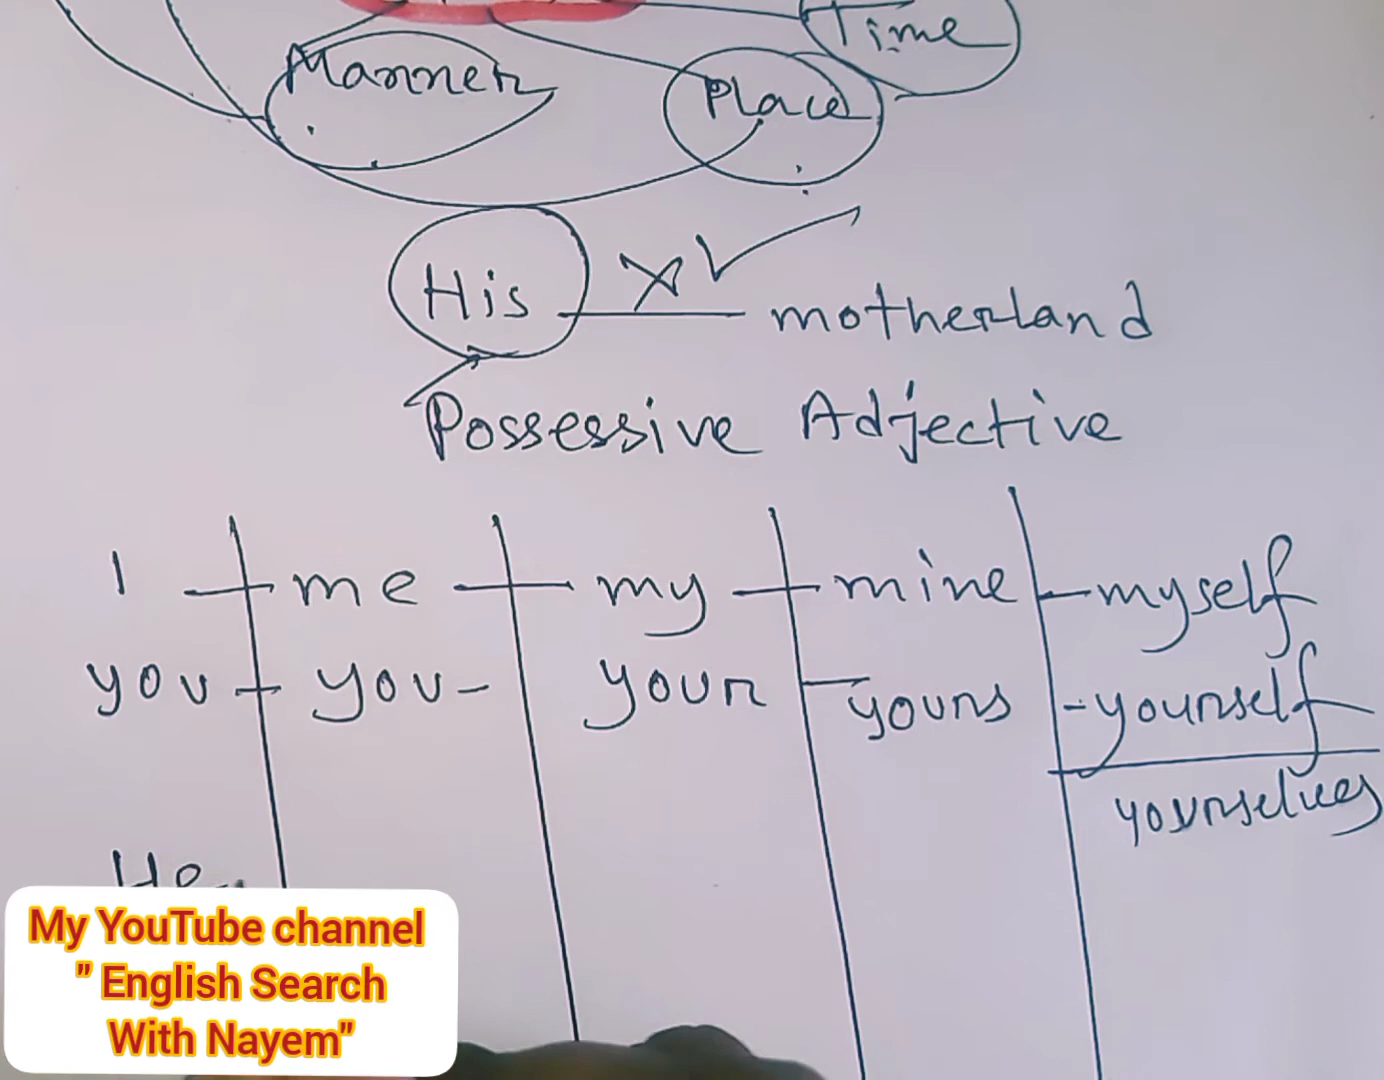 Time
Manner
Place
His X motherland
Possessive Adjective
I me my mine myself
you you your yours yourself
yourselves
He
My YouTube channel
" English Search
With Nayem"